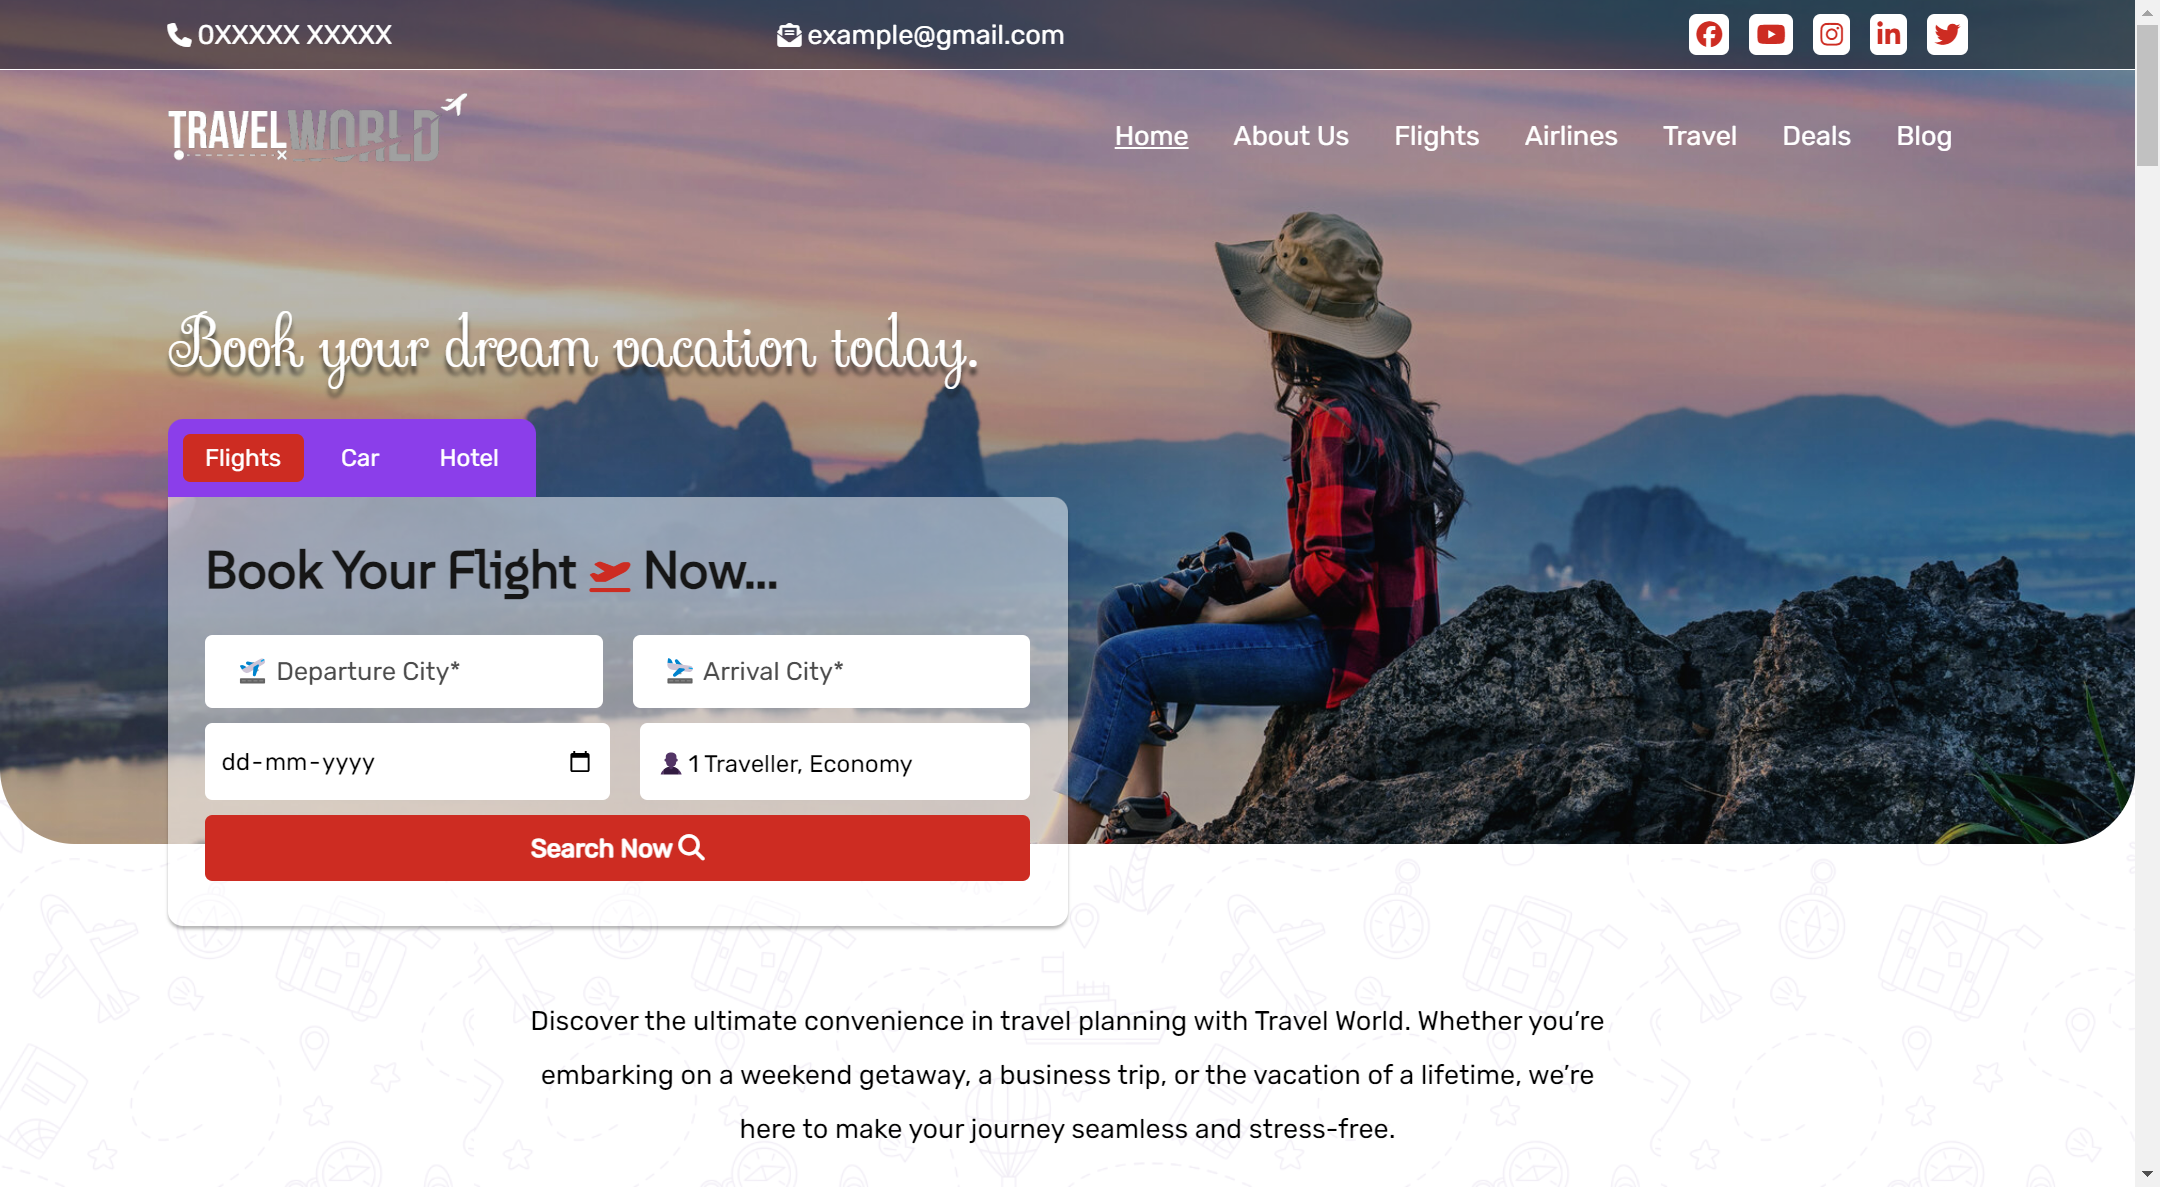 0XXXXX XXXXX
example@gmail.com
TRAVELWORLD
Home About Us Flights Airlines Travel Deals Blog
Book your dream vacation today.
Flights Car Hotel
Book Your Flight Now...
Departure City* Arrival City*
dd-mm-yyyy 1 Traveller, Economy
Search Now
Discover the ultimate convenience in travel planning with Travel World. Whether you’re
embarking on a weekend getaway, a business trip, or the vacation of a lifetime, we’re
here to make your journey seamless and stress-free.